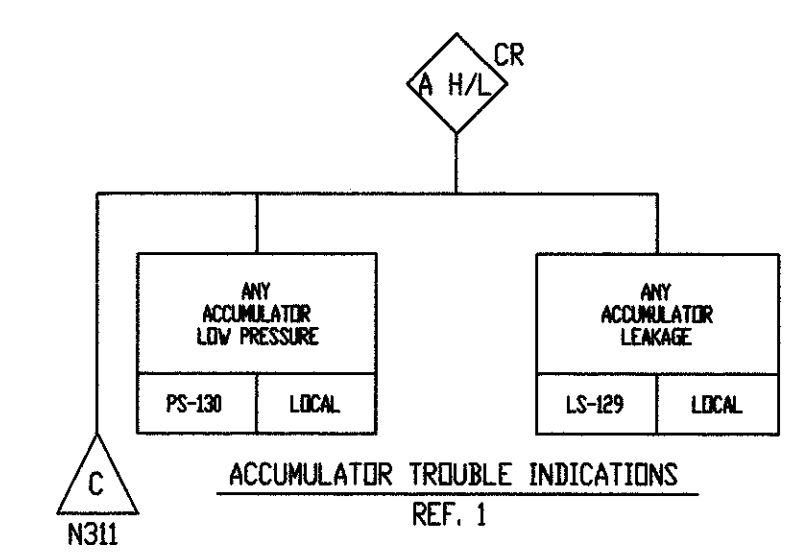 CR
A H/L
ANY
ACCUMULATOR
LOW PRESSURE
PS-130
LOCAL
ANY
ACCUMULATOR
LEAKAGE
LS-129
LOCAL
C
N311
ACCUMULATOR TROUBLE INDICATIONS
REF. 1